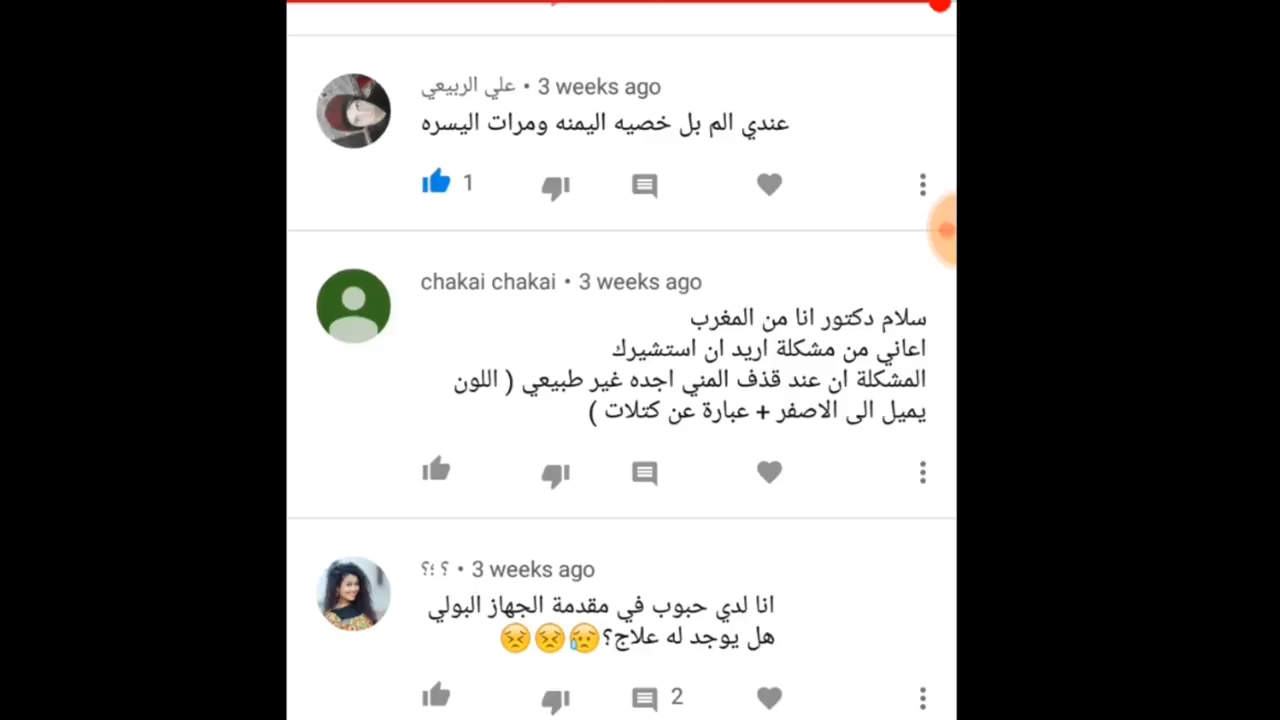 علي الربيعي • 3 weeks ago
عندي الم بل خصيه اليمنه ومرات اليسره
1
chakai chakai • 3 weeks ago
سلام دكتور انا من المغرب
اعاني من مشكلة اريد ان استشيرك
المشكلة ان عند قذف المني اجده غير طبيعي ( اللون
يميل الى الاصفر + عبارة عن كتلات )
؟ ؛؟ • 3 weeks ago
انا لدي حبوب في مقدمة الجهاز البولي
هل يوجد له علاج؟😥😣😣
2